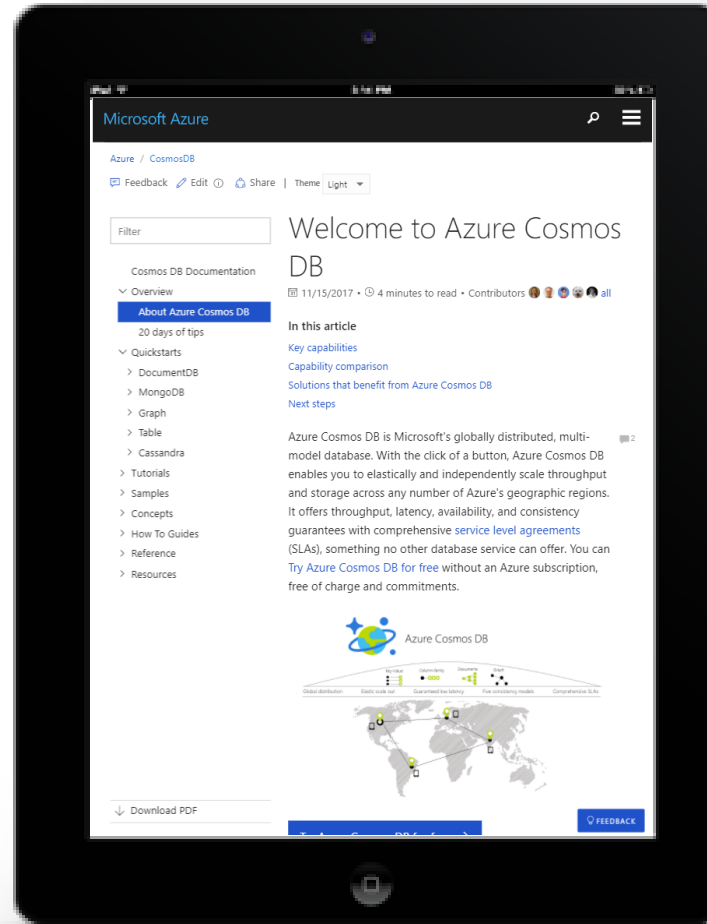 iPad
Microsoft Azure
Azure / CosmosDB
Feedback Edit Share | Theme Light
Filter
Cosmos DB Documentation
Overview
About Azure Cosmos DB
20 days of tips
Quickstarts
DocumentDB
MongoDB
Graph
Table
Cassandra
Tutorials
Samples
Concepts
How To Guides
Reference
Resources
Download PDF
Welcome to Azure Cosmos
DB
11/15/2017 • 4 minutes to read • Contributors all
In this article
Key capabilities
Capability comparison
Solutions that benefit from Azure Cosmos DB
Next steps
Azure Cosmos DB is Microsoft's globally distributed, multi-
model database. With the click of a button, Azure Cosmos DB
enables you to elastically and independently scale throughput
and storage across any number of Azure's geographic regions.
It offers throughput, latency, availability, and consistency
guarantees with comprehensive service level agreements
(SLAs), something no other database service can offer. You can
Try Azure Cosmos DB for free without an Azure subscription,
free of charge and commitments.
2
Azure Cosmos DB
Key-Value Column-family Documents Graph
Global distribution Elastic scale out Guaranteed low latency Five consistency models Comprehensive SLAs
FEEDBACK